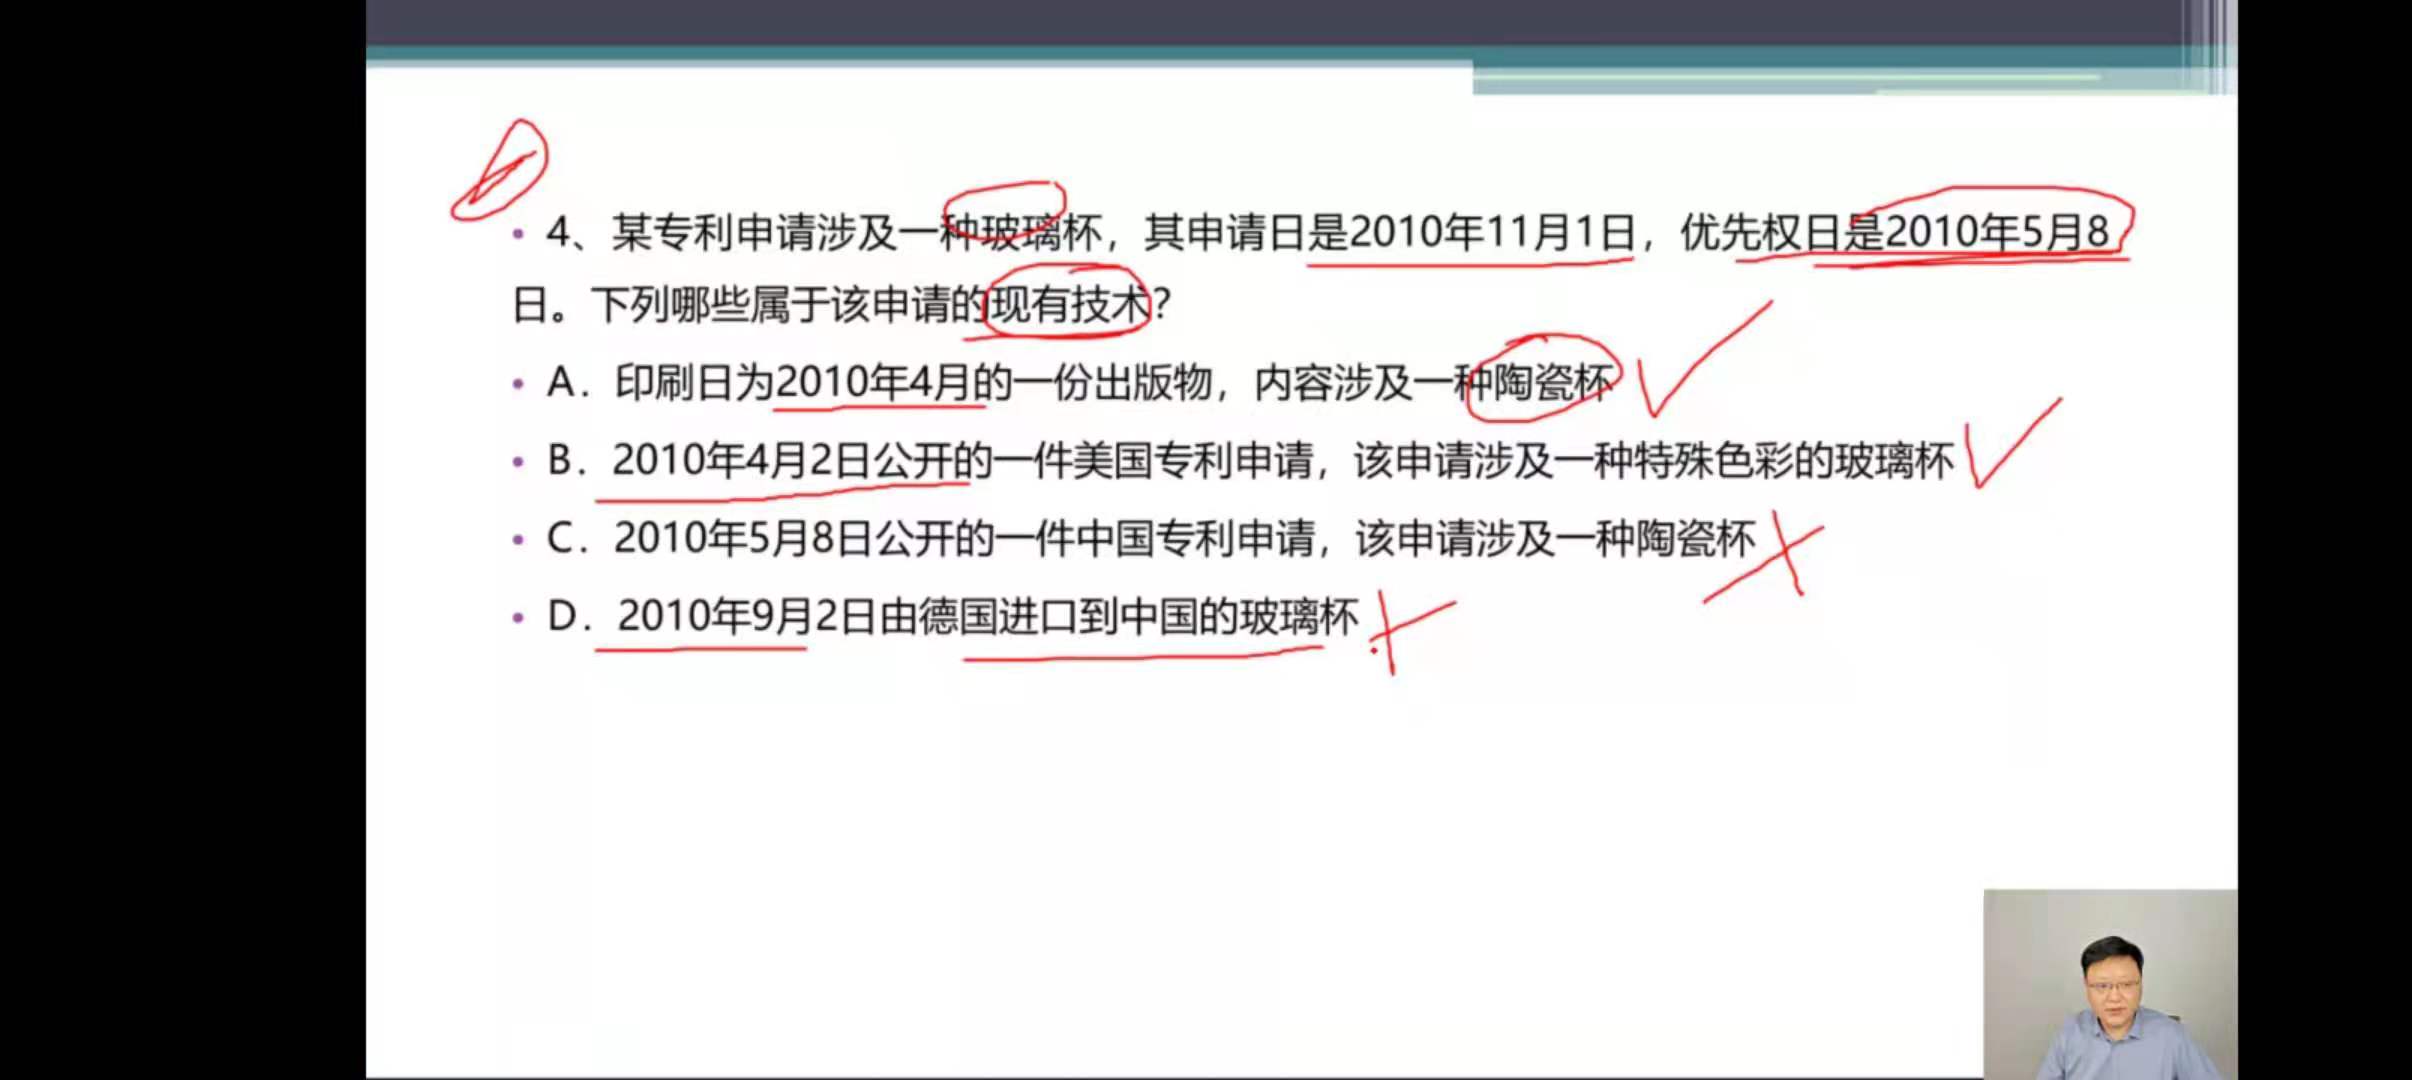 4、某专利申请涉及一种玻璃杯，其申请日是2010年11月1日，优先权日是2010年5月8
日。下列哪些属于该申请的现有技术？
A．印刷日为2010年4月的一份出版物，内容涉及一种陶瓷杯
B．2010年4月2日公开的一件美国专利申请，该申请涉及一种特殊色彩的玻璃杯
C．2010年5月8日公开的一件中国专利申请，该申请涉及一种陶瓷杯
D．2010年9月2日由德国进口到中国的玻璃杯